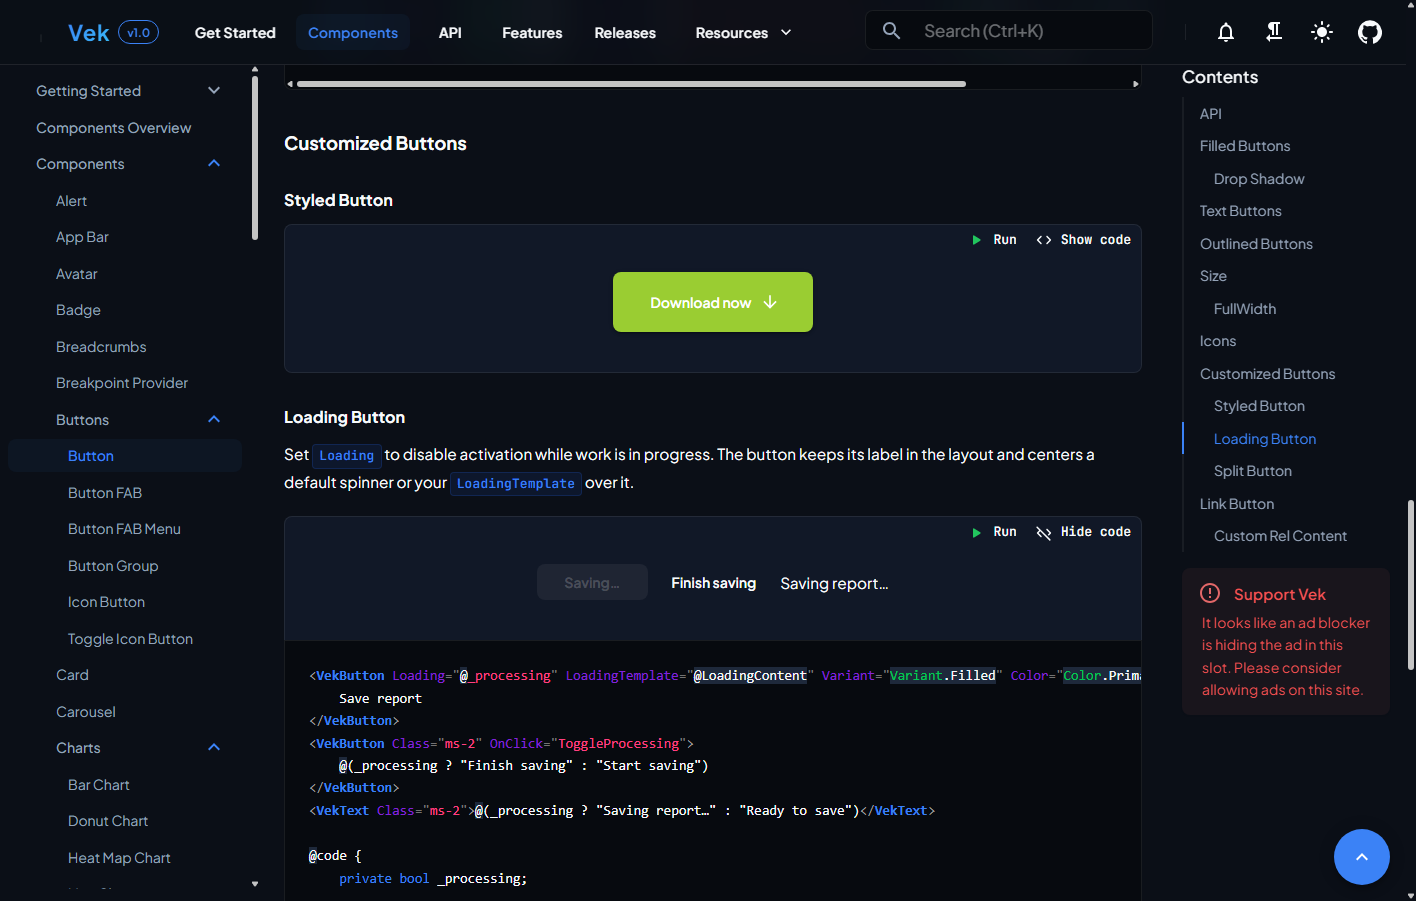 Vek v1.0 Get Started Components API Features Releases Resources Search (Ctrl+K)
Getting Started
Components Overview
Components
Alert
App Bar
Avatar
Badge
Breadcrumbs
Breakpoint Provider
Buttons
Button
Button FAB
Button FAB Menu
Button Group
Icon Button
Toggle Icon Button
Card
Carousel
Charts
Bar Chart
Donut Chart
Heat Map Chart
Customized Buttons
Styled Button
Run Show code
Download now
Loading Button
Set Loading to disable activation while work is in progress. The button keeps its label in the layout and centers a
default spinner or your LoadingTemplate over it.
Run Hide code
Saving… Finish saving Saving report…
<VekButton Loading="@_processing" LoadingTemplate="@LoadingContent" Variant="Variant.Filled" Color="Color.Prima
Save report
</VekButton>
<VekButton Class="ms-2" OnClick="ToggleProcessing">
@(_processing ? "Finish saving" : "Start saving")
</VekButton>
<VekText Class="ms-2">@(_processing ? "Saving report…" : "Ready to save")</VekText>
@code {
private bool _processing;
Contents
API
Filled Buttons
Drop Shadow
Text Buttons
Outlined Buttons
Size
FullWidth
Icons
Customized Buttons
Styled Button
Loading Button
Split Button
Link Button
Custom Rel Content
Support Vek
It looks like an ad blocker
is hiding the ad in this
slot. Please consider
allowing ads on this site.